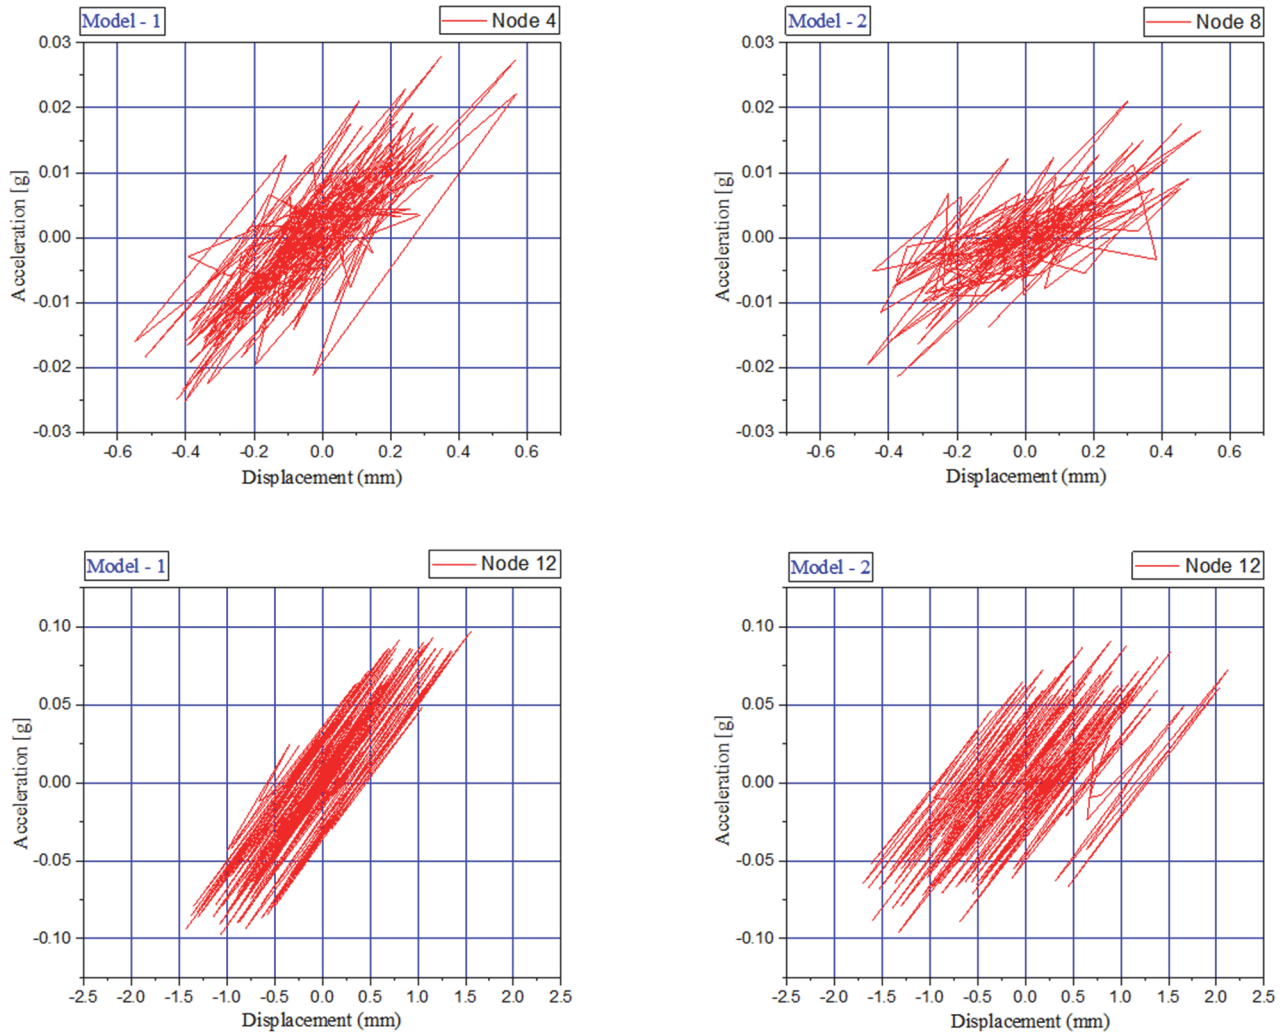 Model - 1
Node 4
0.03
0.02
0.01
0.00
-0.01
-0.02
-0.03
Acceleration [g]
-0.6 -0.4 -0.2 0.0 0.2 0.4 0.6
Displacement (mm)
Model - 2
Node 8
0.03
0.02
0.01
0.00
-0.01
-0.02
-0.03
Acceleration [g]
-0.6 -0.4 -0.2 0.0 0.2 0.4 0.6
Displacement (mm)
Model - 1
Node 12
0.10
0.05
0.00
-0.05
-0.10
Acceleration [g]
-2.5 -2.0 -1.5 -1.0 -0.5 0.0 0.5 1.0 1.5 2.0 2.5
Displacement (mm)
Model - 2
Node 12
0.10
0.05
0.00
-0.05
-0.10
Acceleration [g]
-2.5 -2.0 -1.5 -1.0 -0.5 0.0 0.5 1.0 1.5 2.0 2.5
Displacement (mm)